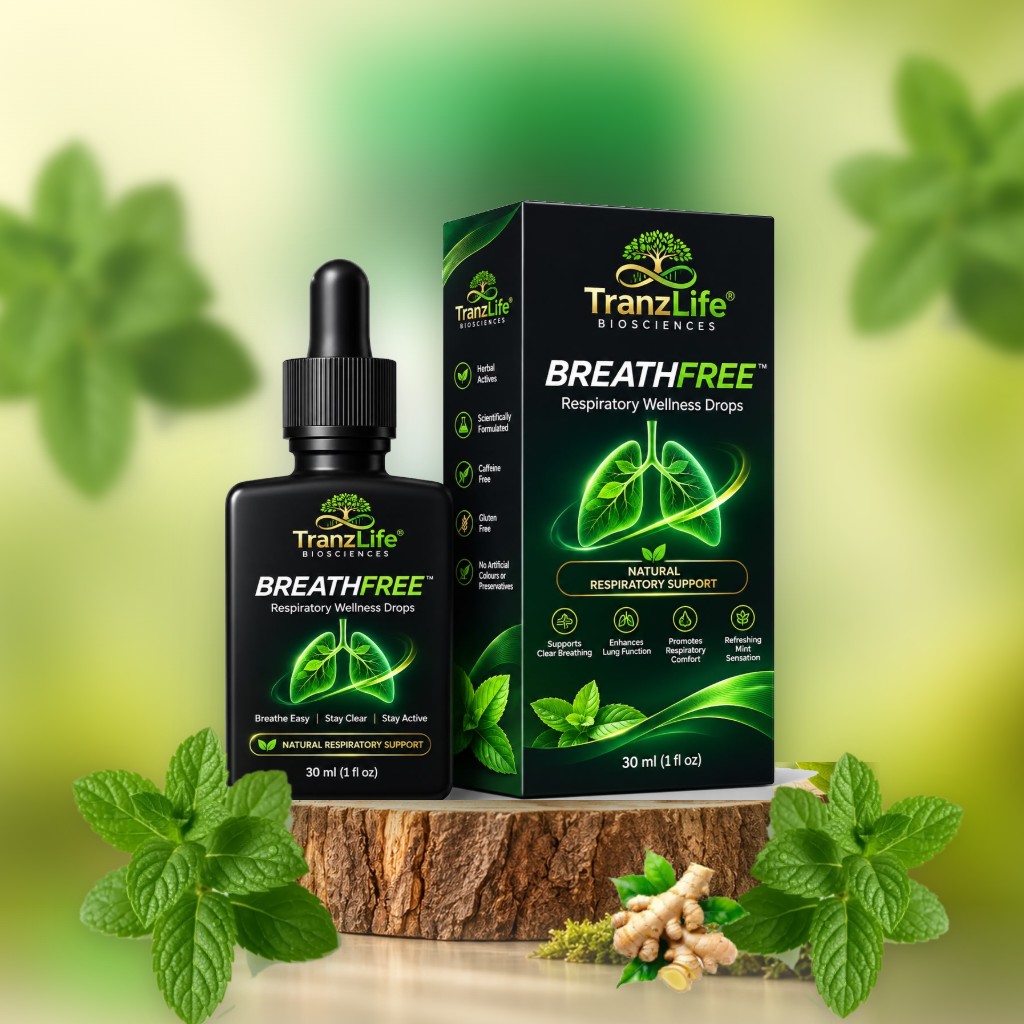 TranzLife®
BIOSCIENCES
BREATHFREE™
Respiratory Wellness Drops
Breathe Easy | Stay Clear | Stay Active
NATURAL RESPIRATORY SUPPORT
30 ml (1 fl oz)
TranzLife®
BIOSCIENCES
Herbal
Actives
Scientifically
Formulated
Caffeine
Free
Gluten
Free
No Artificial
Colours or
Preservatives
TranzLife®
BIOSCIENCES
BREATHFREE™
Respiratory Wellness Drops
NATURAL
RESPIRATORY SUPPORT
Supports
Clear Breathing
Enhances
Lung Function
Promotes
Respiratory
Comfort
Refreshing
Mint
Sensation
30 ml (1 fl oz)